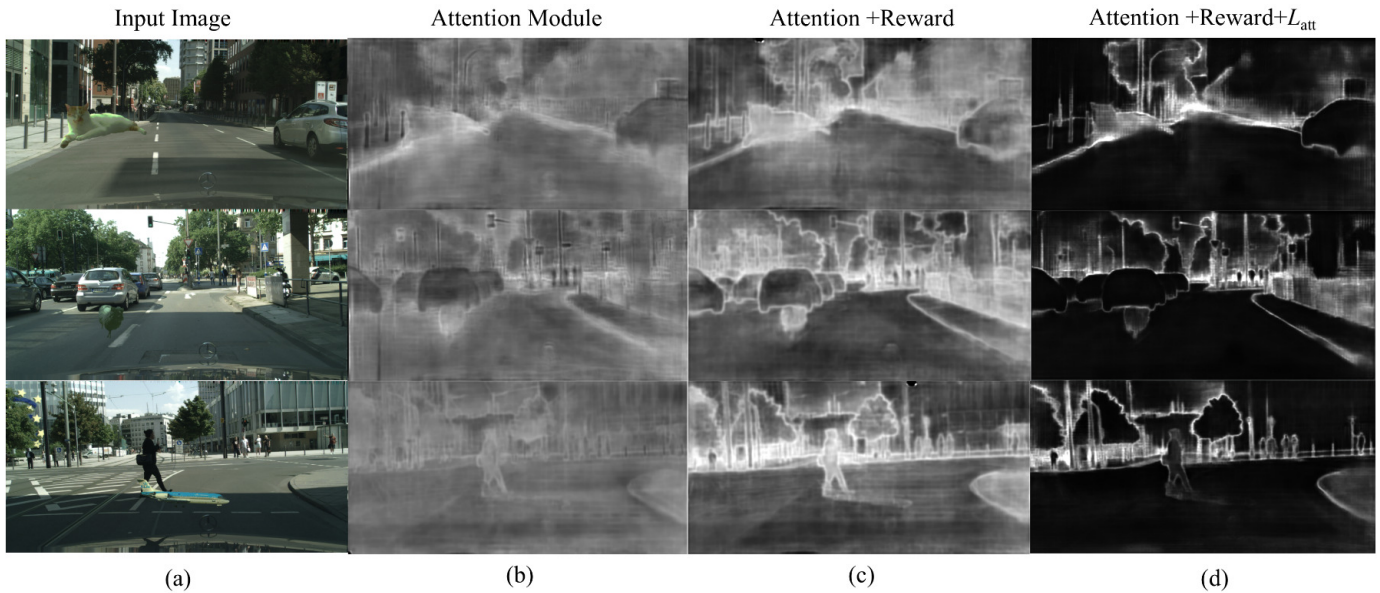 Input Image
Attention Module
Attention +Reward
Attention +Reward+Latt
(a)
(b)
(c)
(d)